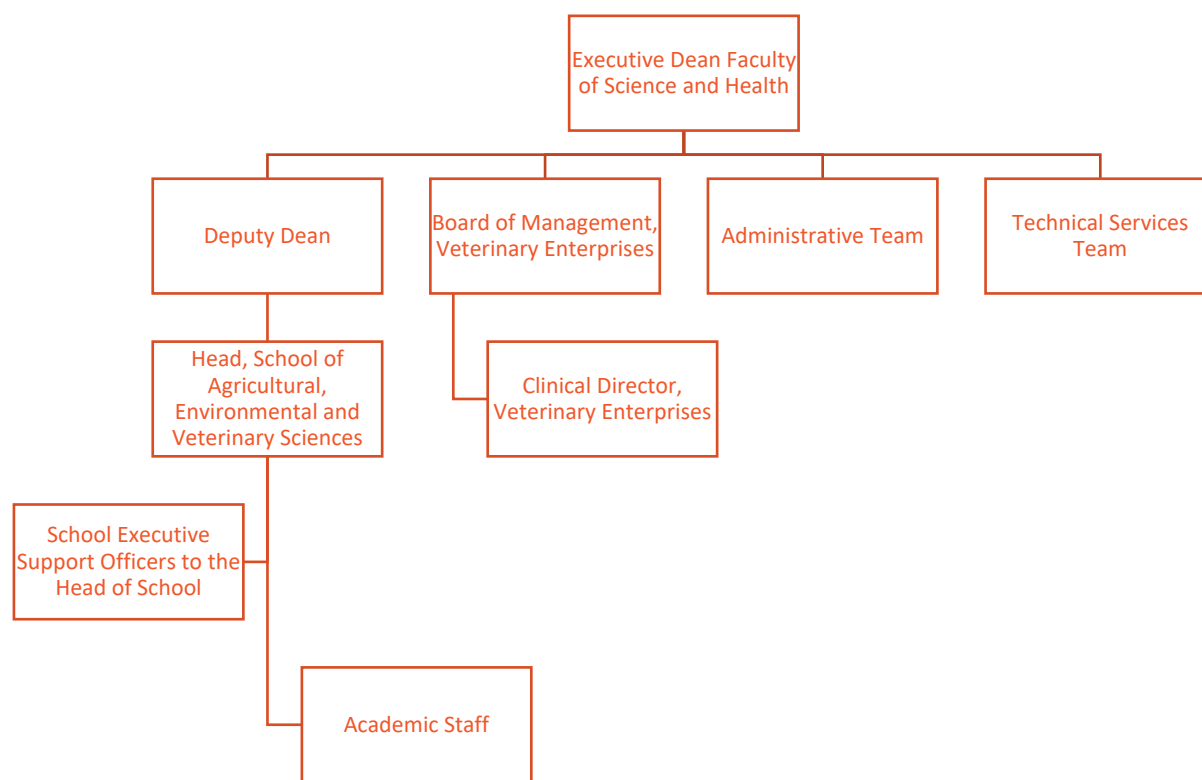 Executive Dean Faculty
of Science and Health
Deputy Dean
Board of Management,
Veterinary Enterprises
Administrative Team
Technical Services
Team
Head, School of
Agricultural,
Environmental and
Veterinary Sciences
Clinical Director,
Veterinary Enterprises
School Executive
Support Officers to the
Head of School
Academic Staff